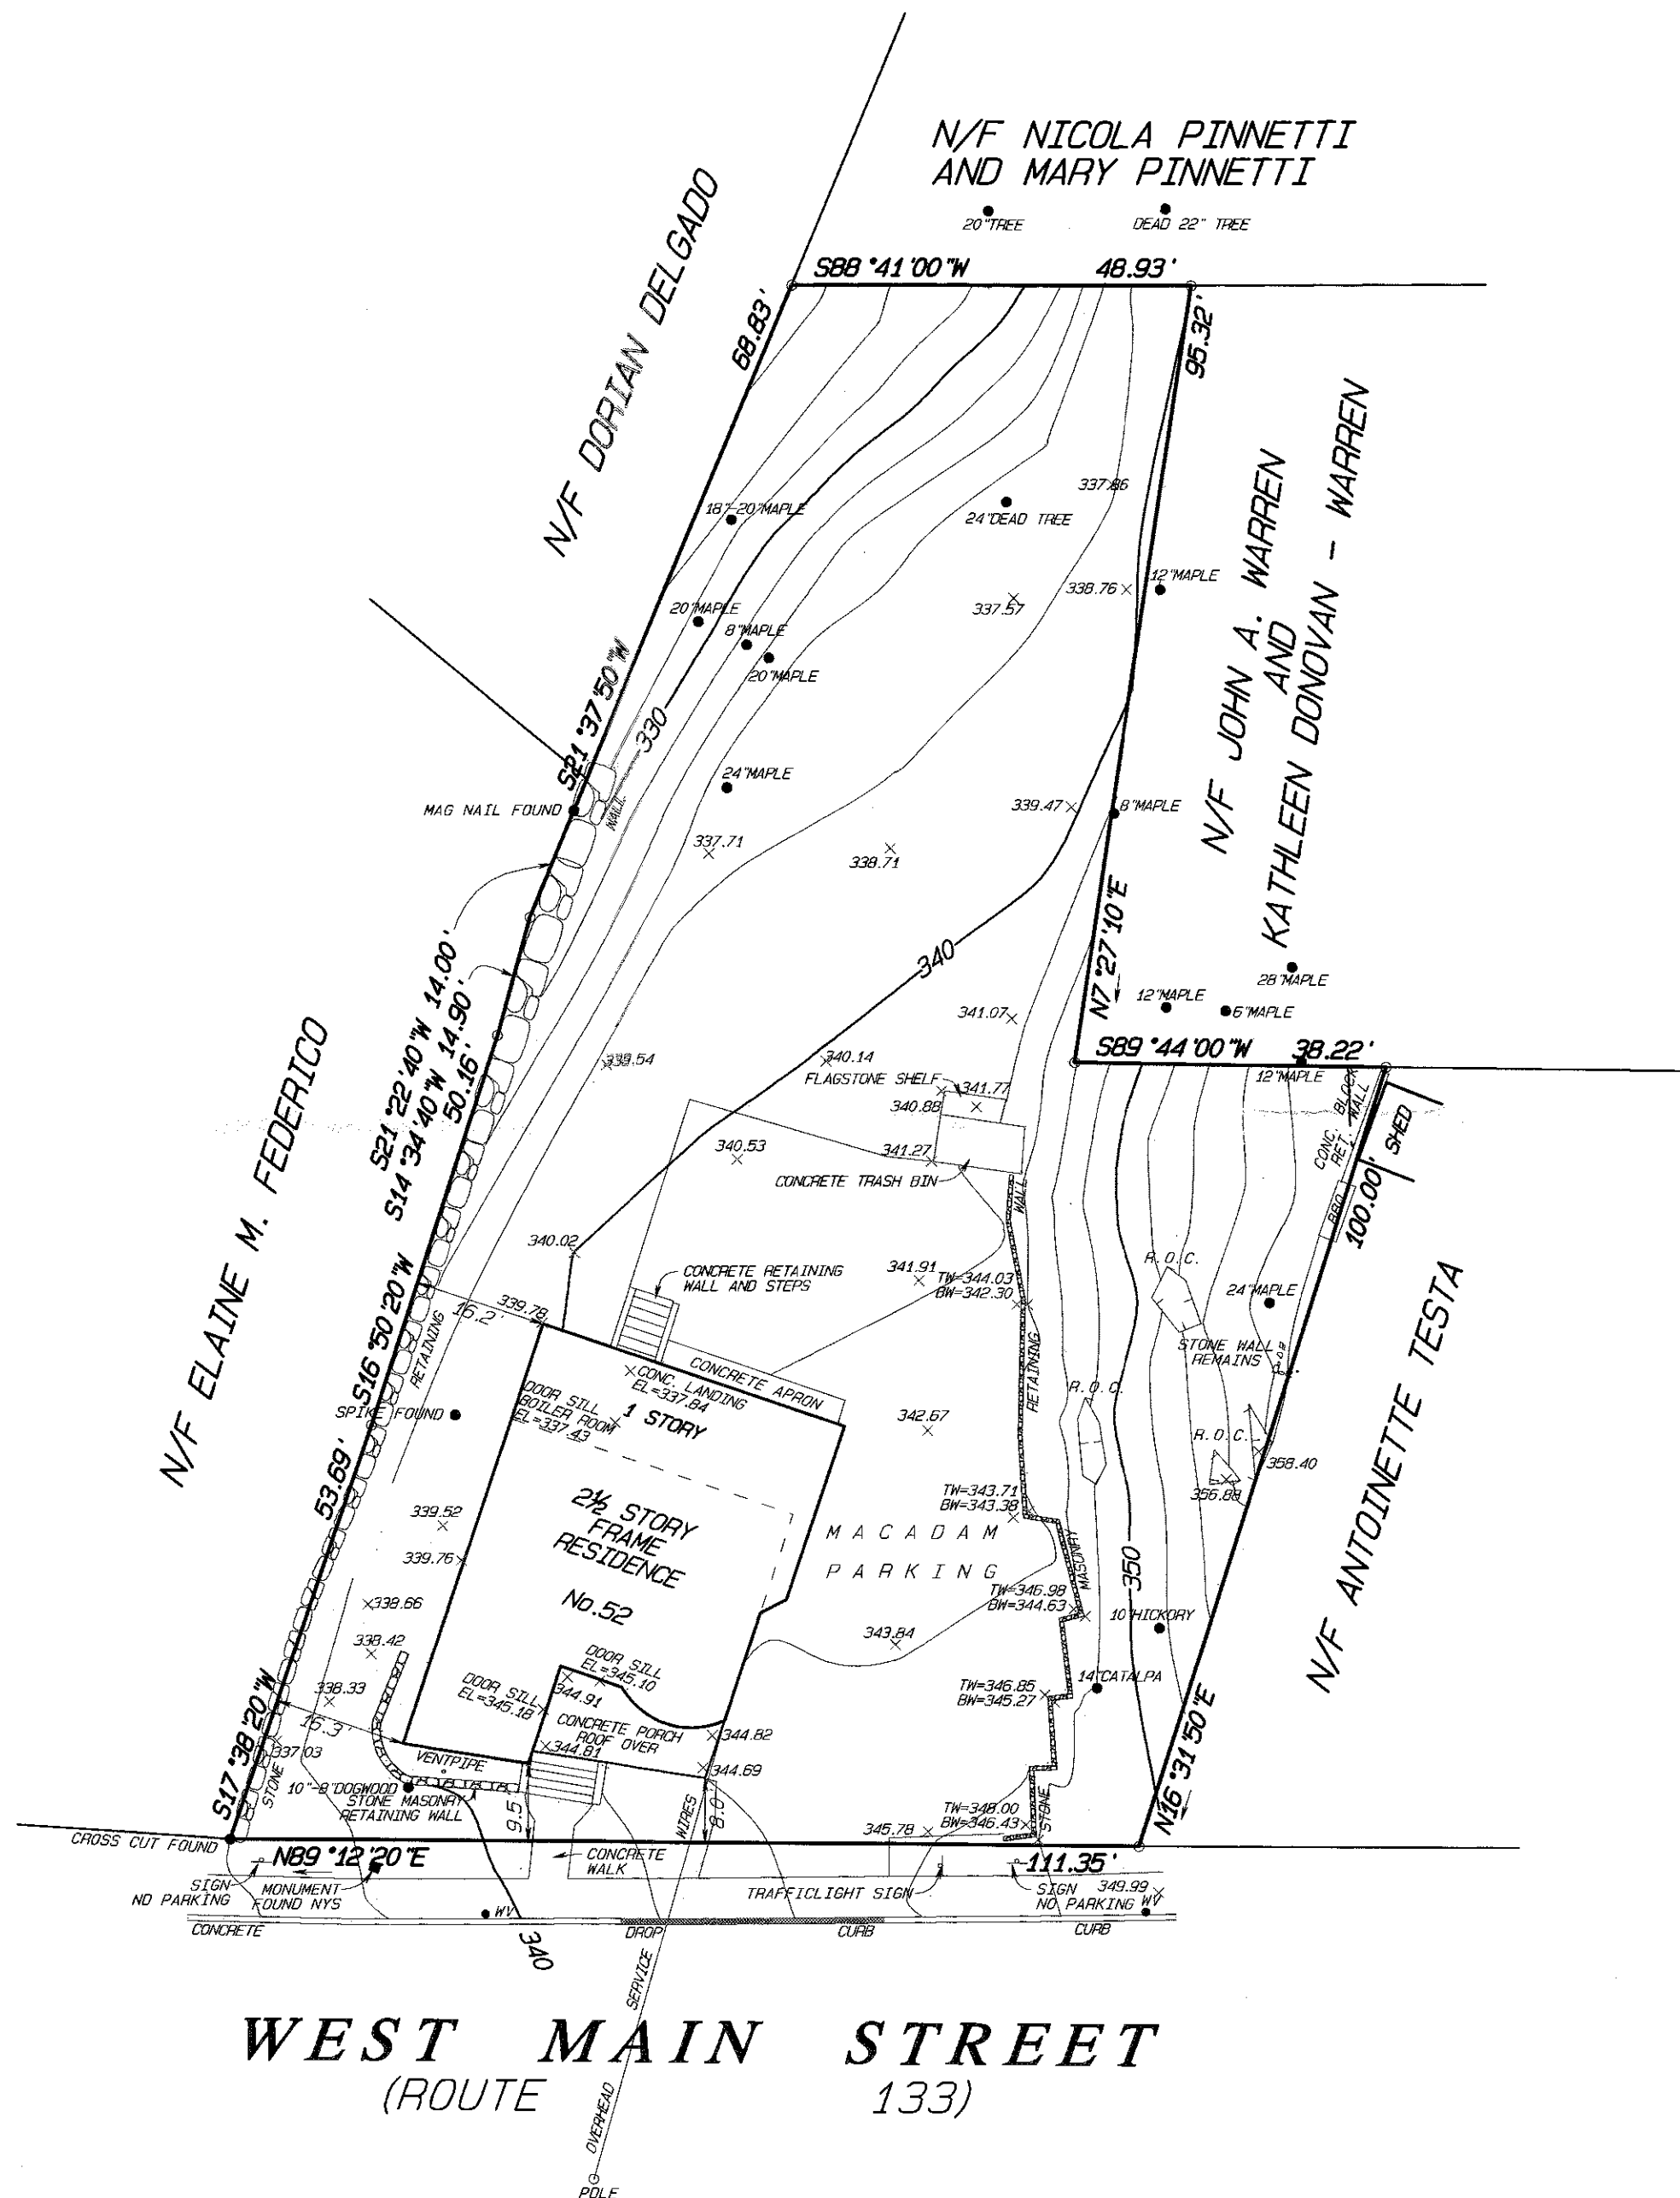 N/F NICOLA PINNETTI
AND MARY PINNETTI
20"TREE
DEAD 22" TREE
S88°41'00"W
48.93'
N/F DORIAN DELGADO
68.83'
95.32'
337.86
24"DEAD TREE
18"-20"MAPLE
338.76
12"MAPLE
337.57
20"MAPLE
8"MAPLE
20"MAPLE
N/F JOHN A. WARREN
AND
KATHLEEN DONOVAN - WARREN
S21°37'50"W
330
24"MAPLE
MAG NAIL FOUND
WALL
339.47
8"MAPLE
337.71
338.71
N7°27'10"E
340
28"MAPLE
12"MAPLE
6"MAPLE
S21°22'40"W 14.00'
S14°34'40"W 14.90'
50.16'
341.07
S89°44'00"W
38.22'
339.54
340.14
FLAGSTONE SHELF
341.77
340.88
12"MAPLE
CONC. BLOCK
RET. WALL
SHED
N/F ELAINE M. FEDERICO
340.53
341.27
CONCRETE TRASH BIN
WALL
BBQ
100.00'
340.02
CONCRETE RETAINING
WALL AND STEPS
341.91
TW=344.03
BW=342.30
R.O.C.
24"MAPLE
S16°50'20"W
16.2'
339.78
RETAINING
CONCRETE APRON
RETAINING
STONE WALL
REMAINS
CONC. LANDING
EL=337.84
DOOR SILL
BOILER ROOM
EL=337.43
1 STORY
R.O.C.
SPIKE FOUND
342.67
R.O.C.
358.40
356.88
N/F ANTOINETTE TESTA
53.69'
TW=343.71
BW=343.38
339.52
2½ STORY
FRAME
RESIDENCE
No.52
MACADAM
PARKING
MASONRY
350
339.76
TW=346.98
BW=344.63
338.66
10"HICKORY
338.42
343.84
DOOR SILL
EL=345.10
DOOR SILL
EL=345.18
344.91
14"CATALPA
TW=346.85
BW=345.27
338.33
S17°38'20"W
16.3'
CONCRETE PORCH
ROOF OVER
344.82
344.81
337.03
VENTPIPE
344.69
N16°31'50"E
STONE
10"-8"DOGWOOD
STONE MASONRY
RETAINING WALL
9.5'
WIRES
8.0'
TW=348.00
BW=346.43
345.78
STONE
CROSS CUT FOUND
N89°12'20"E
CONCRETE
WALK
111.35'
SIGN
NO PARKING
MONUMENT
FOUND NYS
TRAFFICLIGHT SIGN
SIGN
NO PARKING
349.99
WV
WV
CONCRETE
DROP
CURB
CURB
340
SERVICE
WEST MAIN STREET
(ROUTE 133)
OVERHEAD
POLE